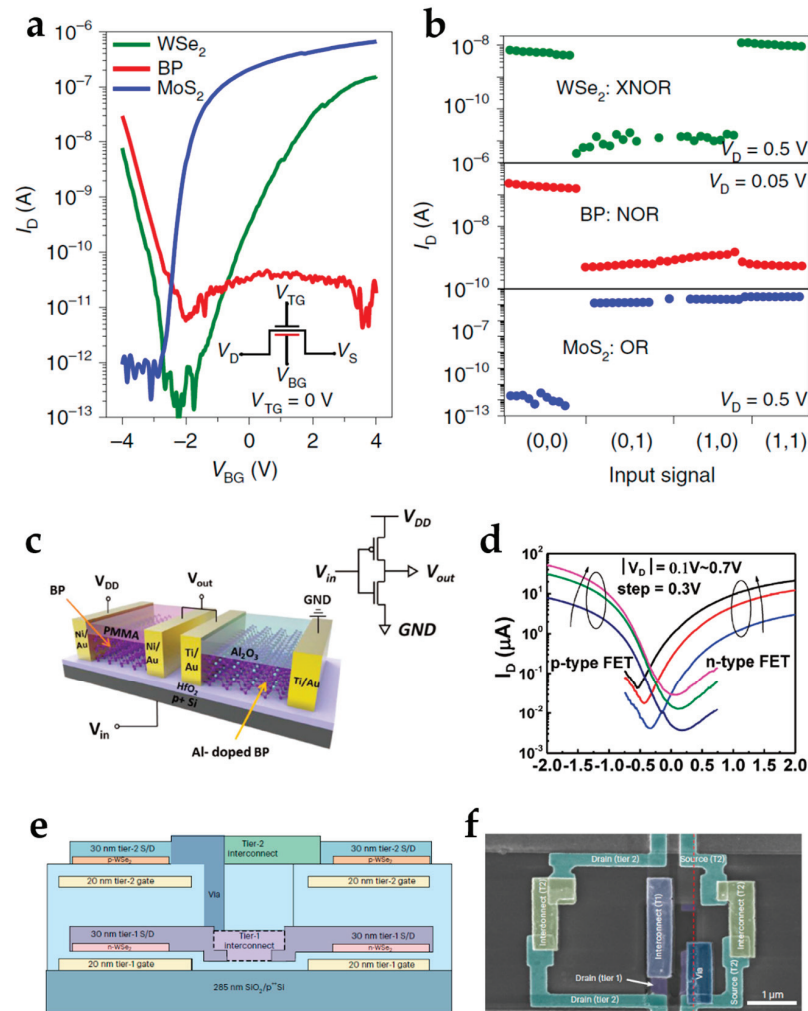 a
WSe₂
BP
MoS₂
10⁻⁶
10⁻⁷
10⁻⁸
10⁻⁹
10⁻¹⁰
10⁻¹¹
10⁻¹²
10⁻¹³
I_D (A)
V_TG
V_D
V_S
V_BG
V_TG = 0 V
−4
−2
0
2
4
V_BG (V)
b
10⁻⁸
10⁻¹⁰
10⁻⁶
WSe₂: XNOR
V_D = 0.5 V
V_D = 0.05 V
10⁻⁸
BP: NOR
10⁻¹⁰
I_D (A)
10⁻⁷
MoS₂: OR
10⁻¹⁰
10⁻¹³
V_D = 0.5 V
(0,0)
(0,1)
(1,0)
(1,1)
Input signal
c
V_DD
V_in
V_out
GND
BP
V_DD
V_out
GND
PMMA
Ni/
Au
Ni/
Au
Ti/
Au
Al₂O₃
Ti/Au
HfO₂
p+ Si
V_in
Al- doped BP
d
10²
10¹
10⁰
10⁻¹
10⁻²
10⁻³
I_D (μA)
|V_D| = 0.1V~0.7V
step = 0.3V
p-type FET
n-type FET
-2.0
-1.5
-1.0
-0.5
0.0
0.5
1.0
1.5
2.0
e
30 nm tier-2 S/D
p-WSe₂
Tier-2
interconnect
30 nm tier-2 S/D
p-WSe₂
20 nm tier-2 gate
Via
20 nm tier-2 gate
30 nm tier-1 S/D
n-WSe₂
Tier-1
interconnect
30 nm tier-1 S/D
n-WSe₂
20 nm tier-1 gate
20 nm tier-1 gate
285 nm SIO₂/p⁺⁺SI
f
Drain (tier 2)
Source (T2)
Interconnect (T2)
Interconnect (T1)
Interconnect (T2)
Via
Source (T2)
Drain (tier 1)
Drain (tier 2)
1 μm